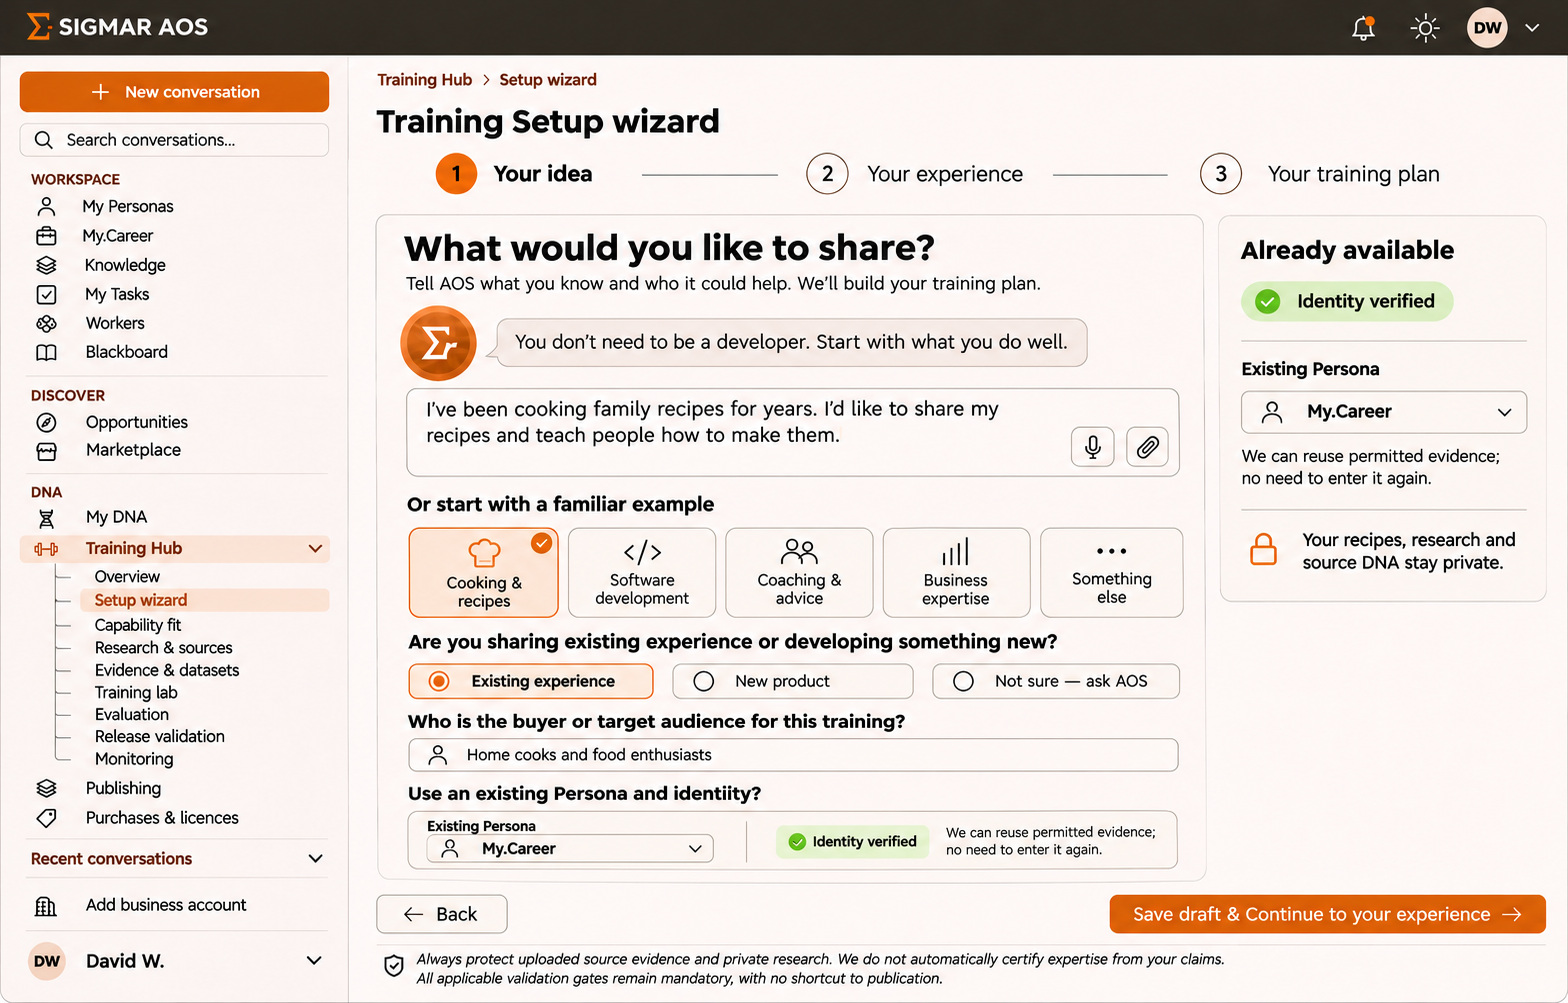 SIGMAR AOS
DW
New conversation
Search conversations...
WORKSPACE
My Personas
My.Career
Knowledge
My Tasks
Workers
Blackboard
DISCOVER
Opportunities
Marketplace
DNA
My DNA
Training Hub
Overview
Setup wizard
Capability fit
Research & sources
Evidence & datasets
Training lab
Evaluation
Release validation
Monitoring
Publishing
Purchases & licences
Recent conversations
Add business account
DW
David W.
Training Hub > Setup wizard
Training Setup wizard
1 Your idea
2 Your experience
3 Your training plan
What would you like to share?
Tell AOS what you know and who it could help. We'll build your training plan.
Σr
You don't need to be a developer. Start with what you do well.
I've been cooking family recipes for years. I'd like to share my
recipes and teach people how to make them.
Or start with a familiar example
Cooking &
recipes
</> Software
development
Coaching &
advice
Business
expertise
Something
else
Are you sharing existing experience or developing something new?
Existing experience
New product
Not sure — ask AOS
Who is the buyer or target audience for this training?
Home cooks and food enthusiasts
Use an existing Persona and identiity?
Existing Persona
My.Career
Identity verified
We can reuse permitted evidence;
no need to enter it again.
Already available
Identity verified
Existing Persona
My.Career
We can reuse permitted evidence;
no need to enter it again.
Your recipes, research and
source DNA stay private.
← Back
Save draft & Continue to your experience →
Always protect uploaded source evidence and private research. We do not automatically certify expertise from your claims.
All applicable validation gates remain mandatory, with no shortcut to publication.